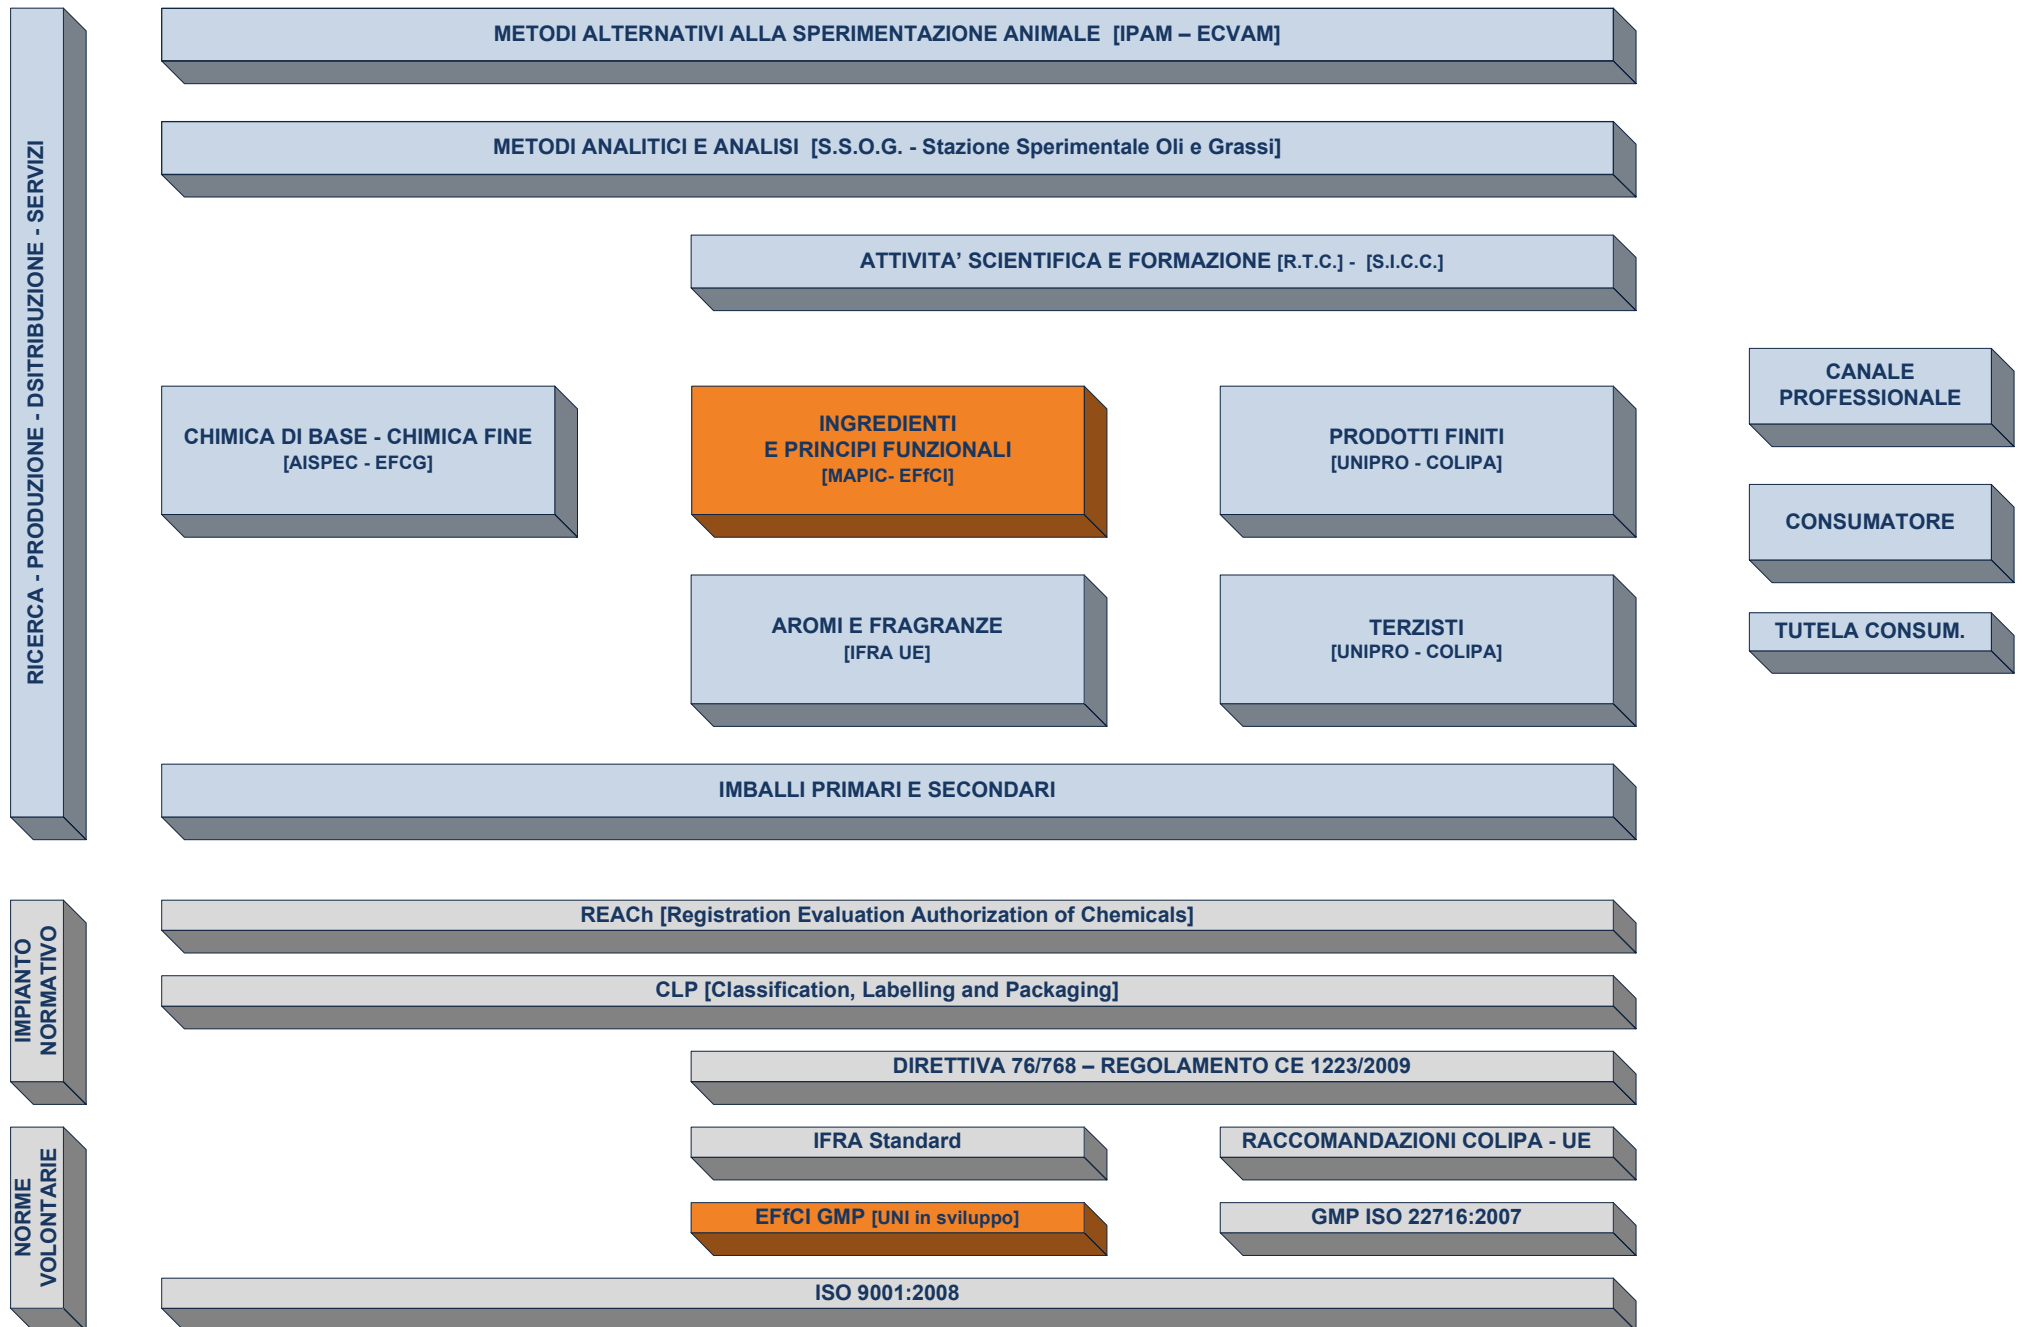 RICERCA - PRODUZIONE - DSITRIBUZIONE - SERVIZI
METODI ALTERNATIVI ALLA SPERIMENTAZIONE ANIMALE [IPAM – ECVAM]
METODI ANALITICI E ANALISI [S.S.O.G. - Stazione Sperimentale Oli e Grassi]
ATTIVITA’ SCIENTIFICA E FORMAZIONE [R.T.C.] - [S.I.C.C.]
CHIMICA DI BASE - CHIMICA FINE
[AISPEC - EFCG]
INGREDIENTI
E PRINCIPI FUNZIONALI
[MAPIC- EFfCI]
PRODOTTI FINITI
[UNIPRO - COLIPA]
CANALE
PROFESSIONALE
CONSUMATORE
AROMI E FRAGRANZE
[IFRA UE]
TERZISTI
[UNIPRO - COLIPA]
TUTELA CONSUM.
IMBALLI PRIMARI E SECONDARI
IMPIANTO
NORMATIVO
REACh [Registration Evaluation Authorization of Chemicals]
CLP [Classification, Labelling and Packaging]
DIRETTIVA 76/768 – REGOLAMENTO CE 1223/2009
NORME
VOLONTARIE
IFRA Standard
RACCOMANDAZIONI COLIPA - UE
EFfCI GMP [UNI in sviluppo]
GMP ISO 22716:2007
ISO 9001:2008